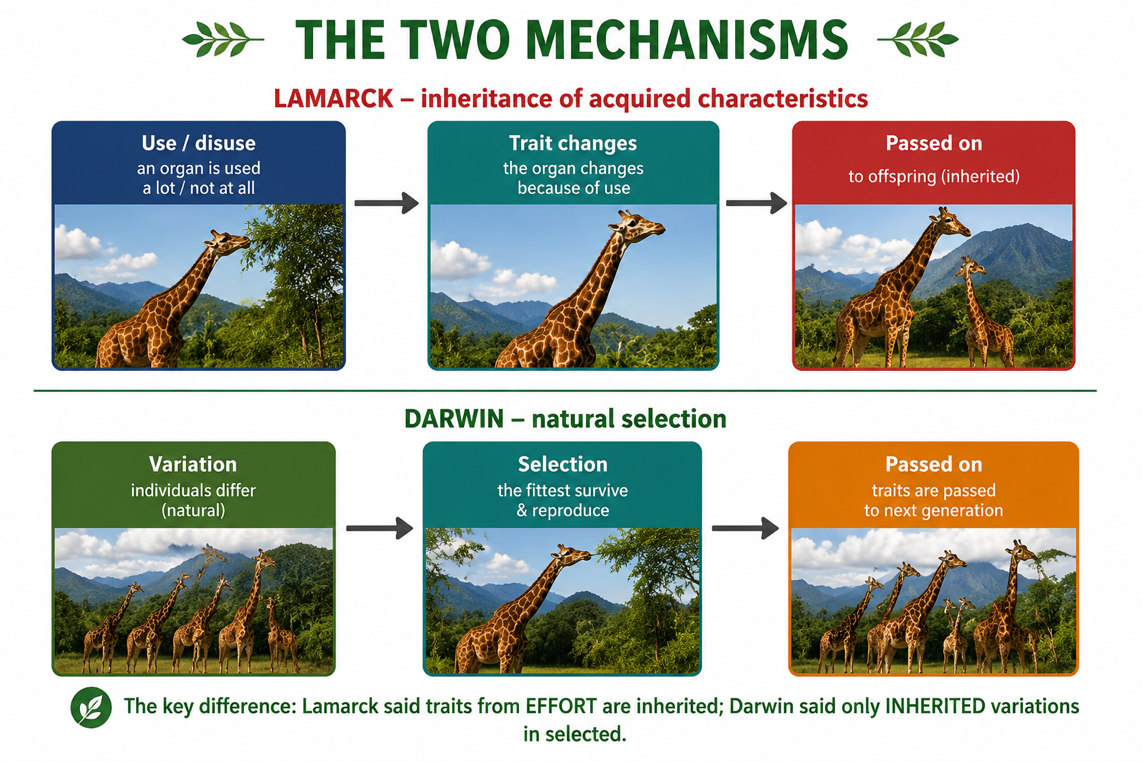 THE TWO MECHANISMS
LAMARCK – inheritance of acquired characteristics
Use / disuse
an organ is used
a lot / not at all
Trait changes
the organ changes
because of use
Passed on
to offspring (inherited)
DARWIN – natural selection
Variation
individuals differ
(natural)
Selection
the fittest survive
& reproduce
Passed on
traits are passed
to next generation
The key difference: Lamarck said traits from EFFORT are inherited; Darwin said only INHERITED variations
in selected.